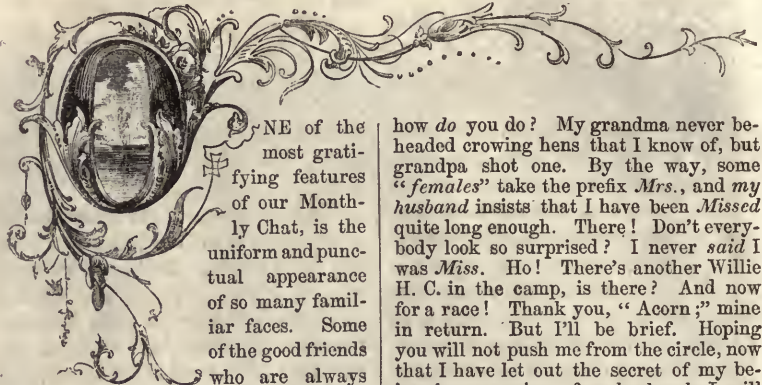 ONE of the
most grati-
fying features
of our Month-
ly Chat, is the
uniform and punc-
tual appearance
of so many famil-
iar faces. Some
of the good friends
who are always
how do you do? My grandma never be-
headed crowing hens that I know of, but
grandpa shot one. By the way, some
"females" take the prefix Mrs., and my
husband insists that I have been Missed
quite long enough. There! Don't every-
body look so surprised? I never said I
was Miss. Ho! There's another Willie
H. C. in the camp, is there? And now
for a race! Thank you, "Acorn;" mine
in return. But I'll be brief. Hoping
you will not push me from the circle, now
that I have let out the secret of my be-